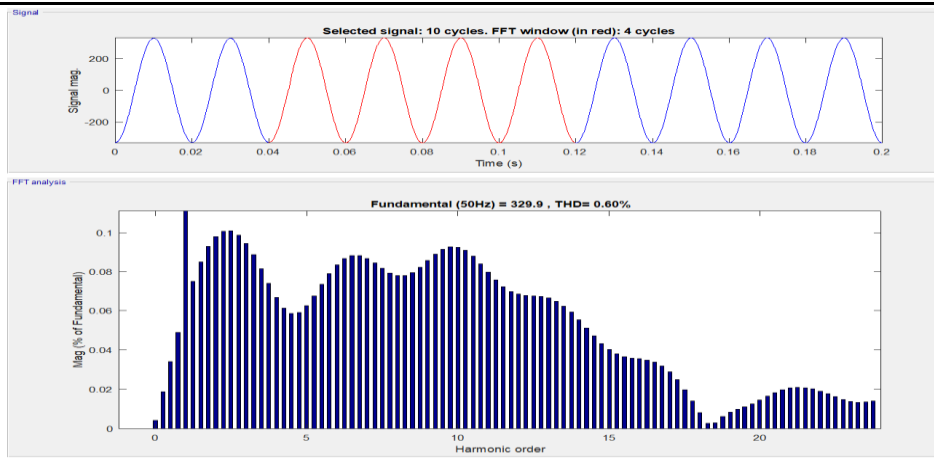 Signal
Selected signal: 10 cycles. FFT window (in red): 4 cycles
Signal mag.
200
0
-200
0 0.02 0.04 0.06 0.08 0.1 0.12 0.14 0.16 0.18 0.2
Time (s)
FFT analysis
Fundamental (50Hz) = 329.9 , THD= 0.60%
Mag (% of Fundamental)
0.1
0.08
0.06
0.04
0.02
0
0 5 10 15 20
Harmonic order